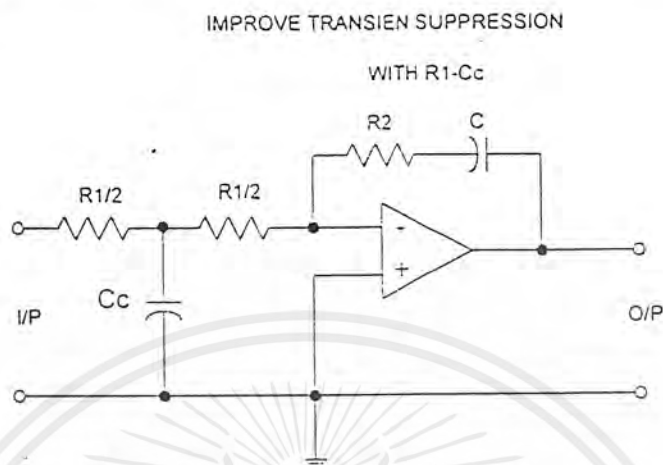 IMPROVE TRANSIEN SUPPRESSION
WITH R1-Cc
R2 C
R1/2 R1/2
-
+
Cc
I/P O/P